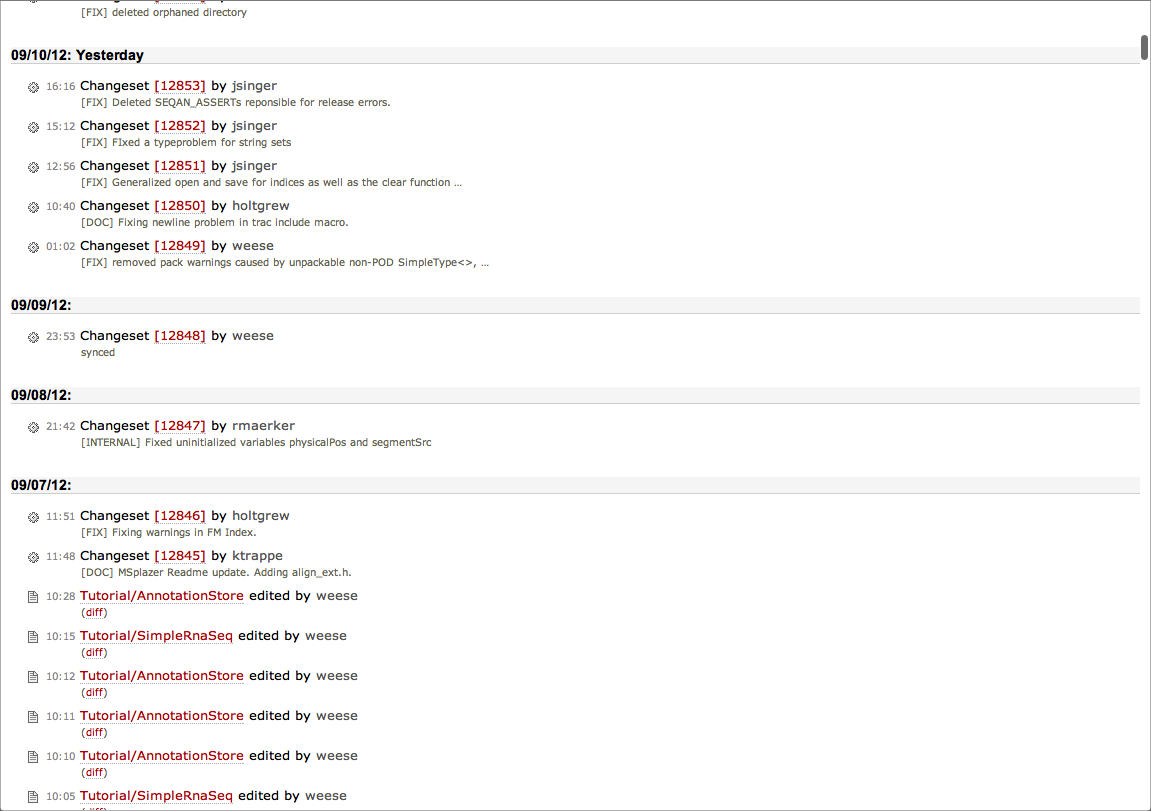 [FIX] deleted orphaned directory
09/10/12: Yesterday
16:16 Changeset [12853] by jsinger
[FIX] Deleted SEQAN_ASSERTs reponsible for release errors.
15:12 Changeset [12852] by jsinger
[FIX] FIxed a typeproblem for string sets
12:56 Changeset [12851] by jsinger
[FIX] Generalized open and save for indices as well as the clear function ...
10:40 Changeset [12850] by holtgrew
[DOC] Fixing newline problem in trac include macro.
01:02 Changeset [12849] by weese
[FIX] removed pack warnings caused by unpackable non-POD SimpleType<>, ...
09/09/12:
23:53 Changeset [12848] by weese
synced
09/08/12:
21:42 Changeset [12847] by rmaerker
[INTERNAL] Fixed uninitialized variables physicalPos and segmentSrc
09/07/12:
11:51 Changeset [12846] by holtgrew
[FIX] Fixing warnings in FM Index.
11:48 Changeset [12845] by ktrappe
[DOC] MSplazer Readme update. Adding align_ext.h.
10:28 Tutorial/AnnotationStore edited by weese
(diff)
10:15 Tutorial/SimpleRnaSeq edited by weese
(diff)
10:12 Tutorial/AnnotationStore edited by weese
(diff)
10:11 Tutorial/AnnotationStore edited by weese
(diff)
10:10 Tutorial/AnnotationStore edited by weese
(diff)
10:05 Tutorial/SimpleRnaSeq edited by weese